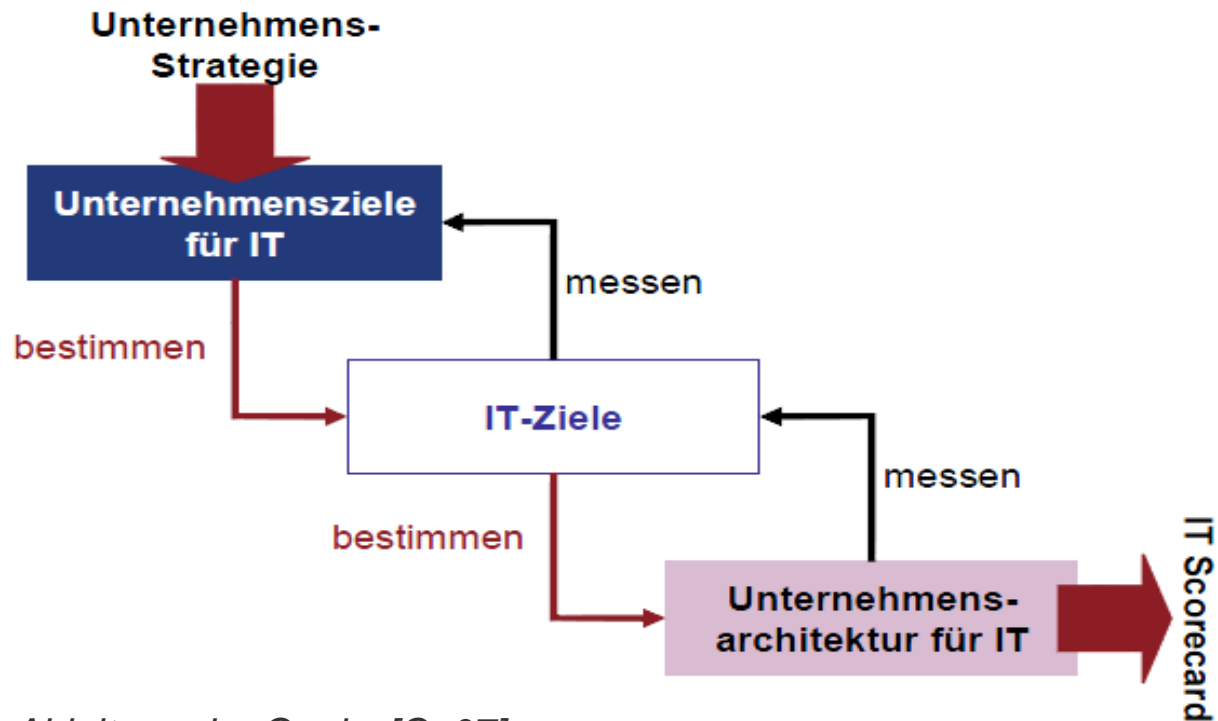 Unternehmens-
Strategie
Unternehmensziele
für IT
messen
bestimmen
IT-Ziele
messen
bestimmen
Unternehmens-
architektur für IT
IT Scorecard